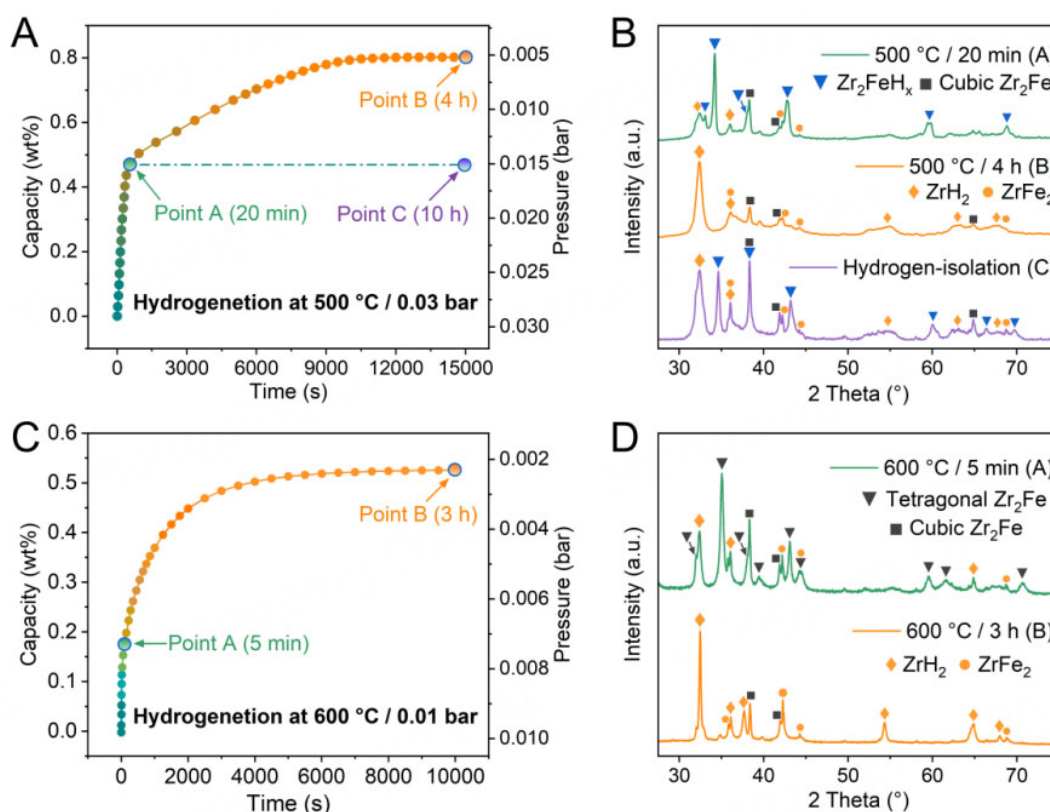 A
Capacity (wt%)
0.8
0.6
0.4
0.2
0.0
Point B (4 h)
Point A (20 min)
Point C (10 h)
Hydrogenetion at 500 °C / 0.03 bar
0.005
0.010
0.015
0.020
0.025
0.030
Pressure (bar)
0 3000 6000 9000 12000 15000
Time (s)
B
Intensity (a.u.)
500 °C / 20 min (A)
Zr₂FeHₓ Cubic Zr₂Fe
500 °C / 4 h (B)
ZrH₂ ZrFe₂
Hydrogen-isolation (C)
30 40 50 60 70
2 Theta (°)
C
Capacity (wt%)
0.6
0.5
0.4
0.3
0.2
0.1
0.0
Point B (3 h)
Point A (5 min)
Hydrogenetion at 600 °C / 0.01 bar
0.002
0.004
0.006
0.008
0.010
Pressure (bar)
0 2000 4000 6000 8000 10000
Time (s)
D
Intensity (a.u.)
600 °C / 5 min (A)
Tetragonal Zr₂Fe
Cubic Zr₂Fe
600 °C / 3 h (B)
ZrH₂ ZrFe₂
30 40 50 60 70
2 Theta (°)